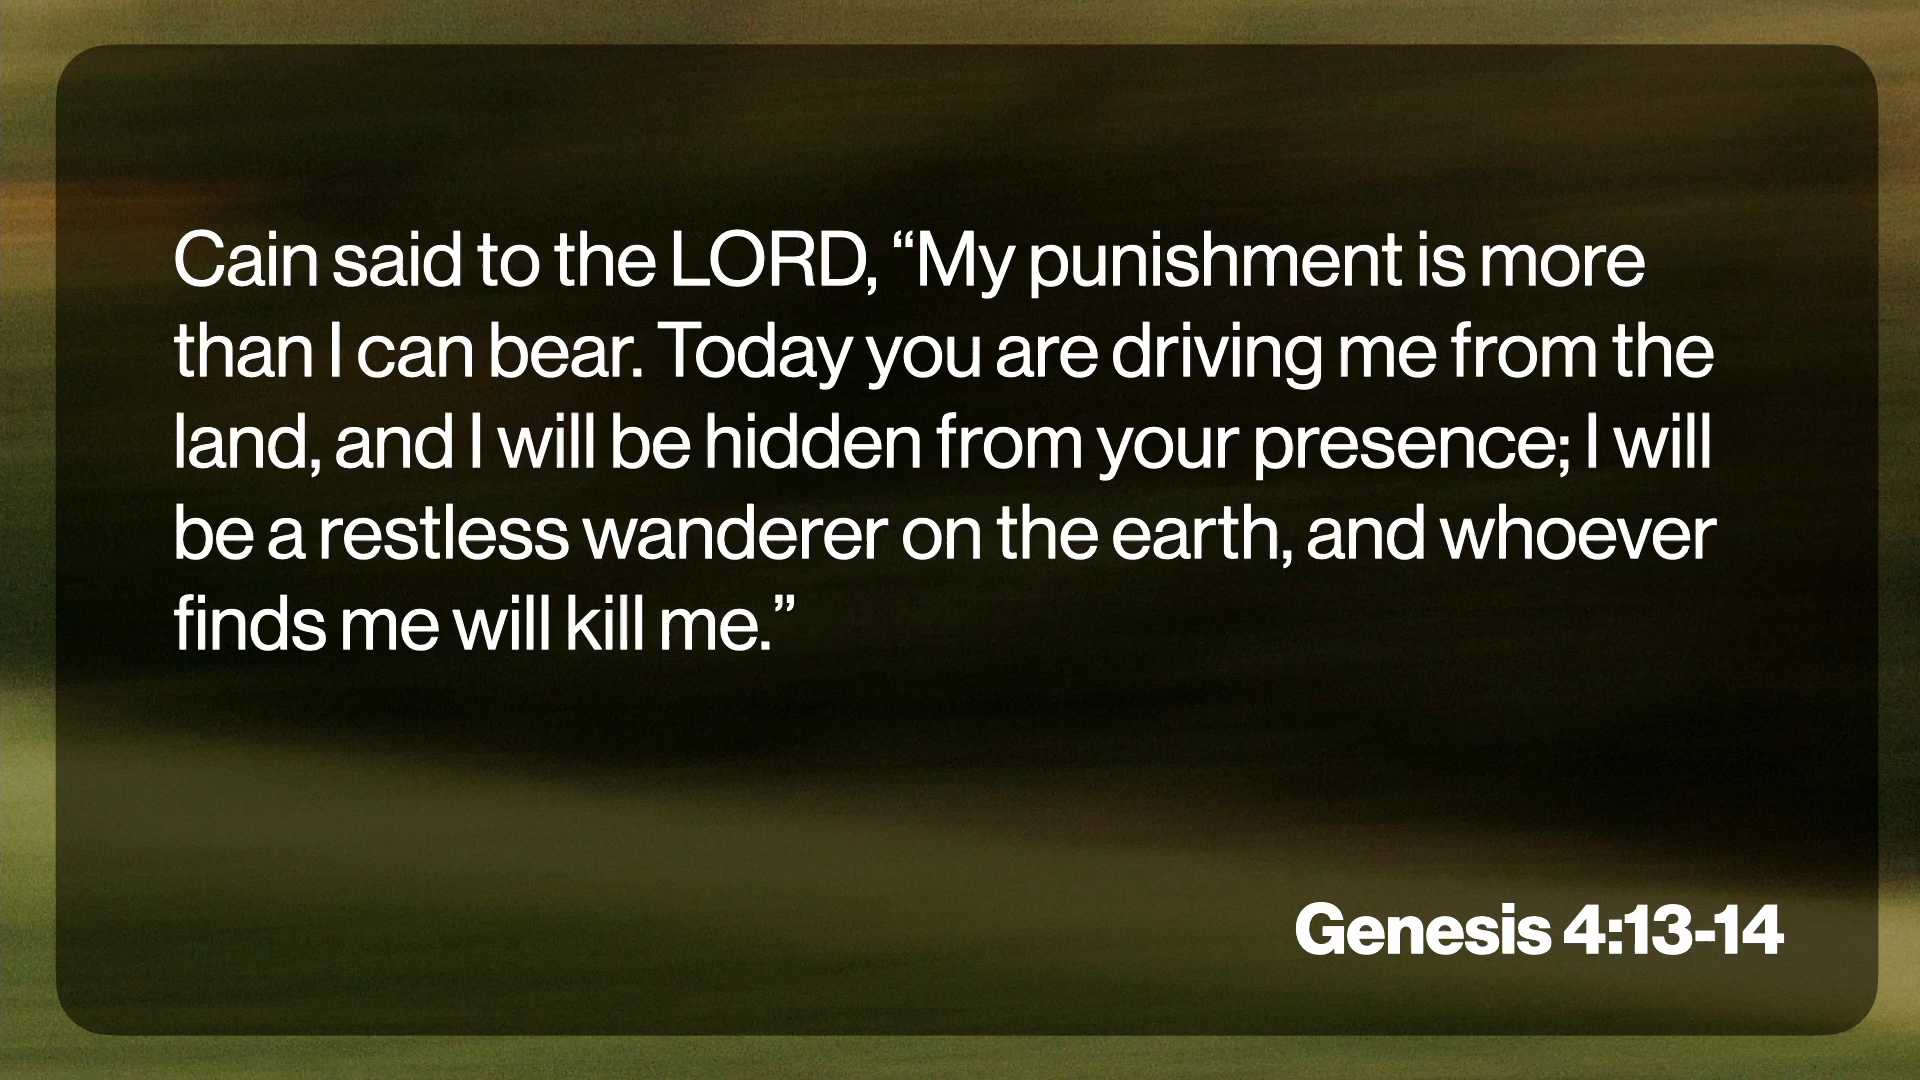 Cain said to the LORD, “My punishment is more
than I can bear. Today you are driving me from the
land, and I will be hidden from your presence; I will
be a restless wanderer on the earth, and whoever
finds me will kill me.”
Genesis 4:13-14